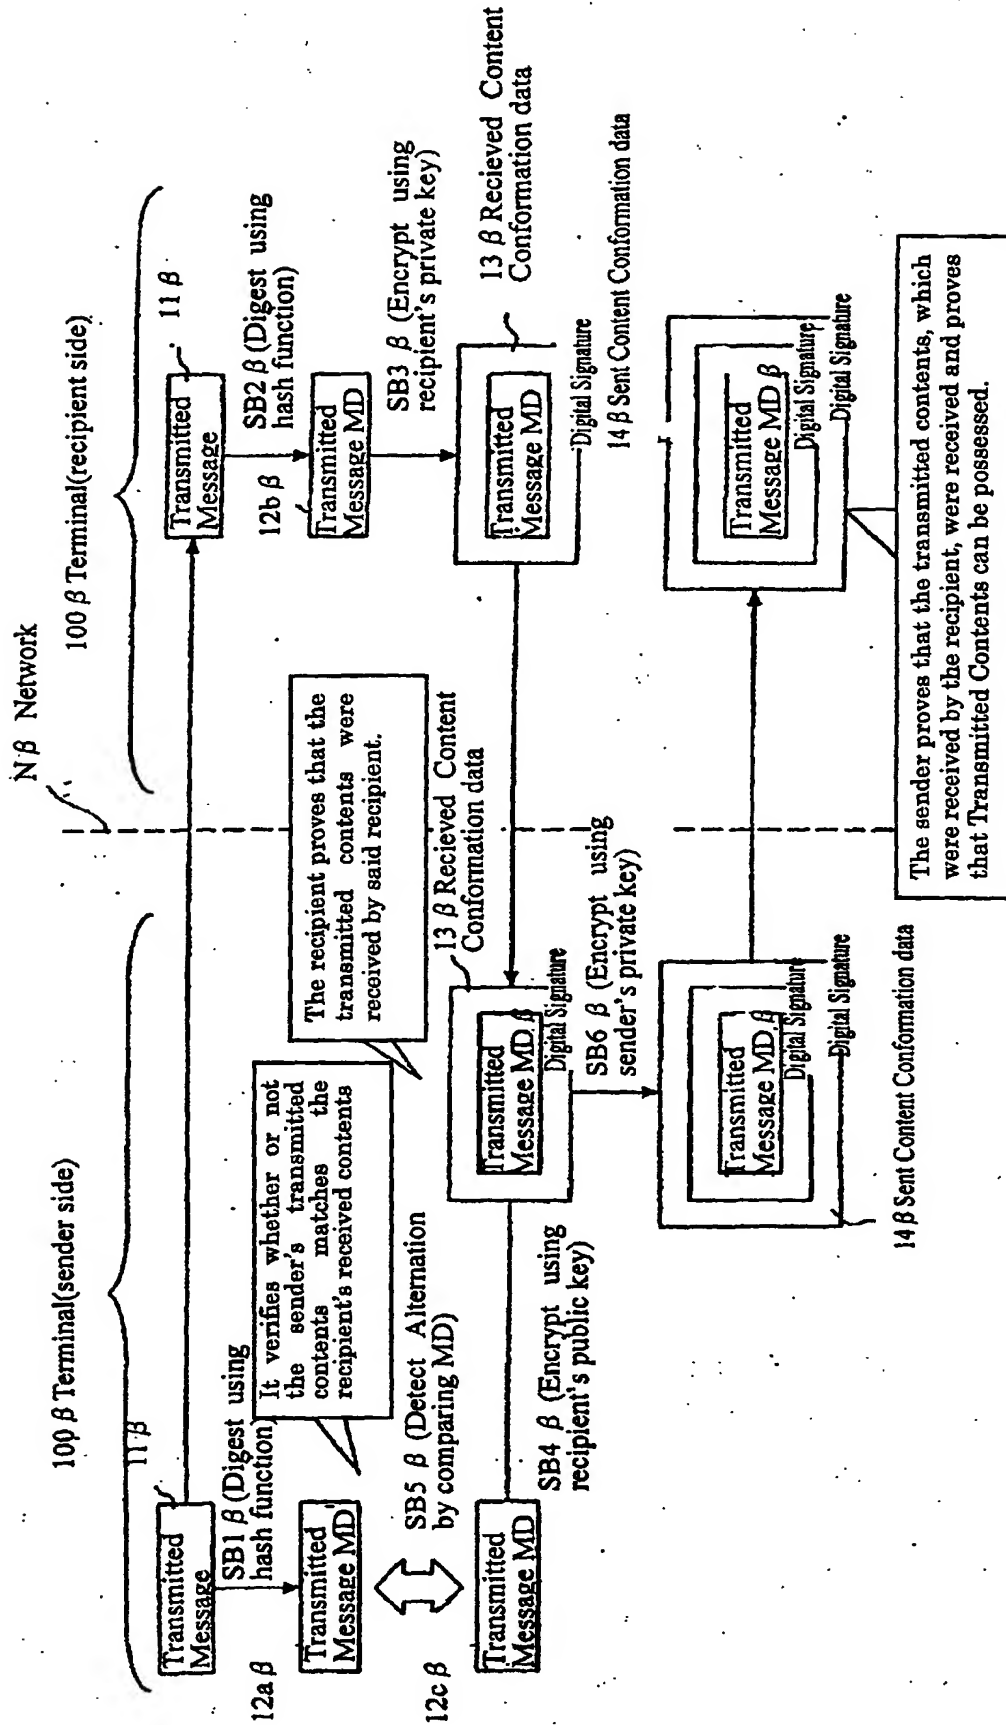 Nβ Network
100 β Terminal(sender side)
100 β Terminal(recipient side)
11 β
Transmitted
Message
11 β
Transmitted
Message
SB1 β (Digest using
hash function)
SB2 β (Digest using
hash function)
12a β
Transmitted
Message MD
12b β
Transmitted
Message MD
It verifies whether or not
the sender's transmitted
contents matches the
recipient's received contents
The recipient proves that the
transmitted contents were
received by said recipient.
SB3 β (Encrypt using
recipient's private key)
SB5 β (Detect Alternation
by comparing MD)
13 β Recieved Content
Conformation data
13 β Recieved Content
Conformation data
12c β
Transmitted
Message MD
Transmitted
Message MD β
Digital Signature
Transmitted
Message MD
Digital Signature
SB4 β (Encrypt using
recipient's public key)
SB6 β (Encrypt using
sender's private key)
14 β Sent Content Conformation data
Transmitted
Message MD β
Digital Signature
Digital Signature
Transmitted
Message MD β
Digital Signature
Digital Signature
14 β Sent Content Conformation data
The sender proves that the transmitted contents, which
were received by the recipient, were received and proves
that Transmitted Contents can be possessed.